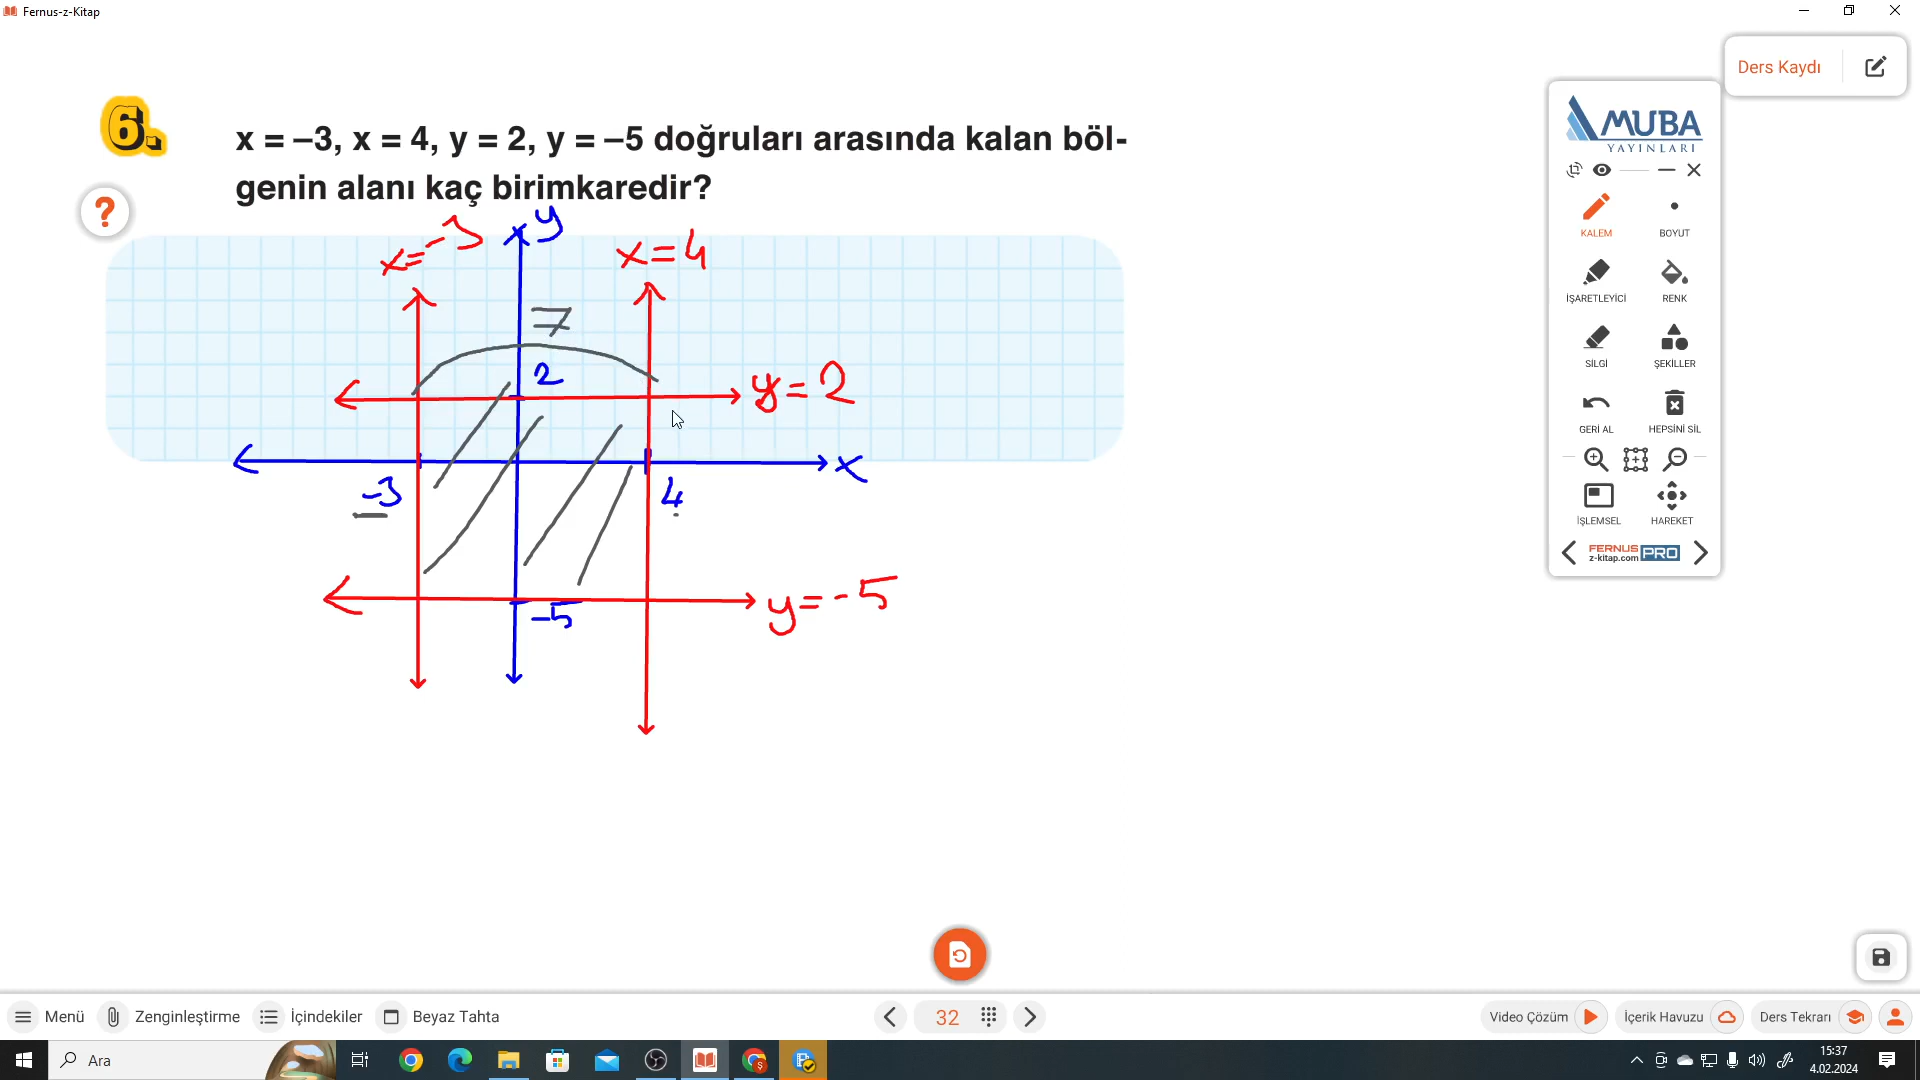 Fernus-z-Kitap
Ders Kaydı
6.
x = –3, x = 4, y = 2, y = –5 doğruları arasında kalan böl-
genin alanı kaç birimkaredir?
?
x=-3
y
x=4
7
2
y=2
x
-3
4
-5
y=-5
MUBA
YAYINLARI
KALEM
BOYUT
İŞARETLEYİCİ
RENK
SİLGİ
ŞEKİLLER
GERİ AL
HEPSİNİ SİL
İŞLEMSEL
HAREKET
FERNUS PRO
z-kitap.com
Menü
Zenginleştirme
İçindekiler
Beyaz Tahta
32
Video Çözüm
İçerik Havuzu
Ders Tekrarı
Ara
15:37
4.02.2024